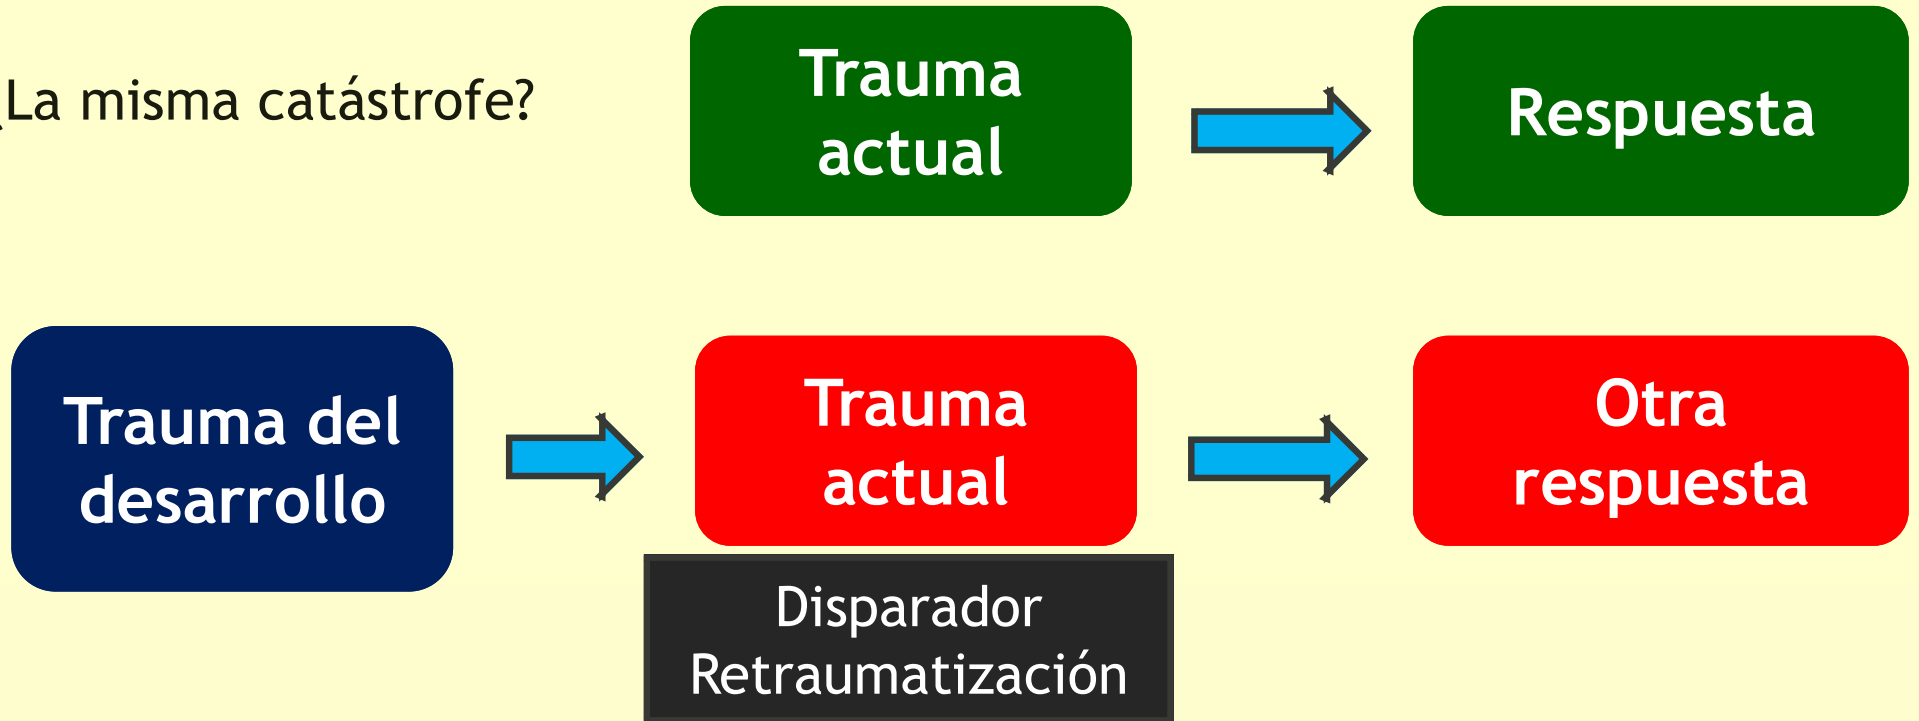 ¿La misma catástrofe?
Trauma
actual
Respuesta
Trauma del
desarrollo
Trauma
actual
Otra
respuesta
Disparador
Retraumatización